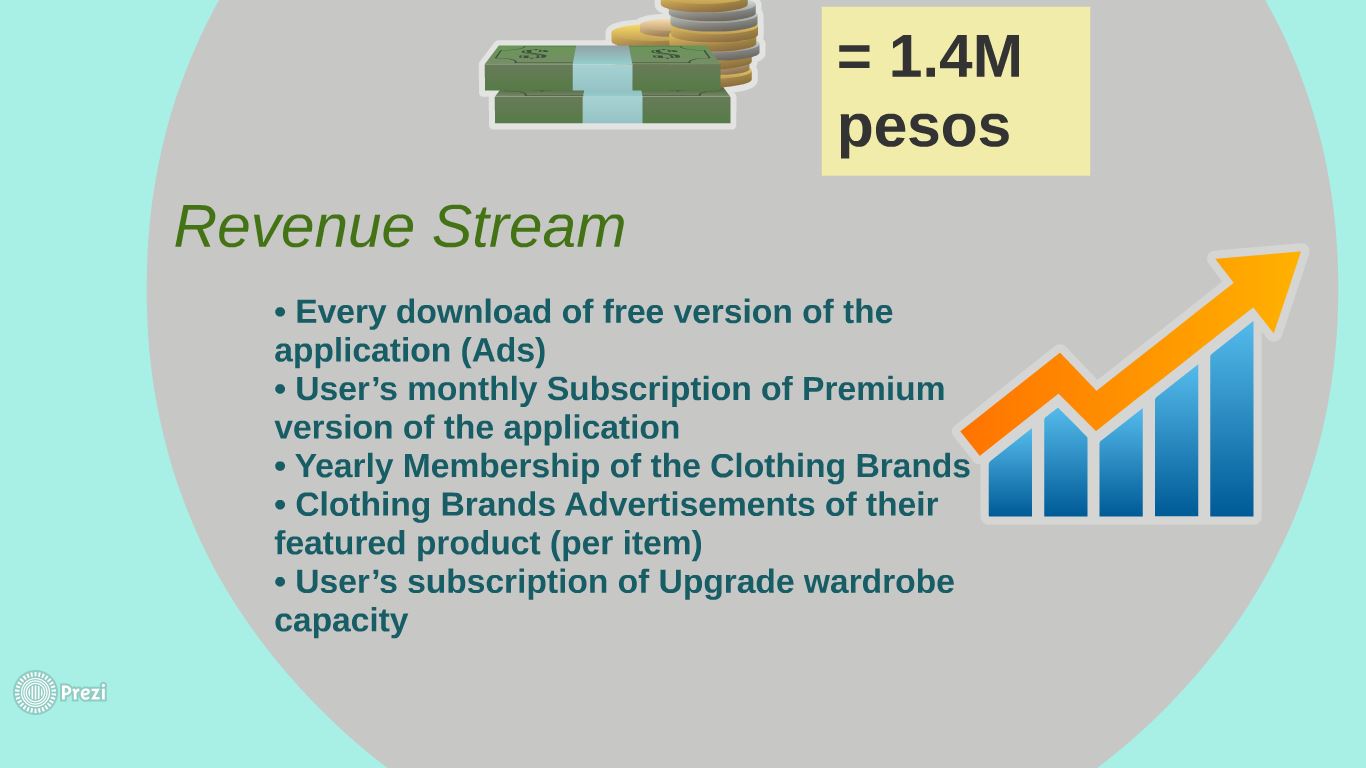 = 1.4M
pesos
Revenue Stream
• Every download of free version of the
application (Ads)
• User’s monthly Subscription of Premium
version of the application
• Yearly Membership of the Clothing Brands
• Clothing Brands Advertisements of their
featured product (per item)
• User’s subscription of Upgrade wardrobe
capacity
Prezi